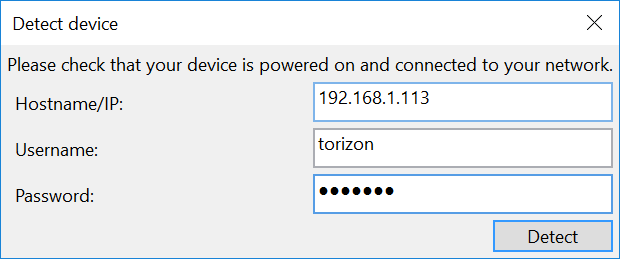 Detect device
Please check that your device is powered on and connected to your network.
Hostname/IP: 192.168.1.113
Username: torizon
Password: ●●●●●●●
Detect